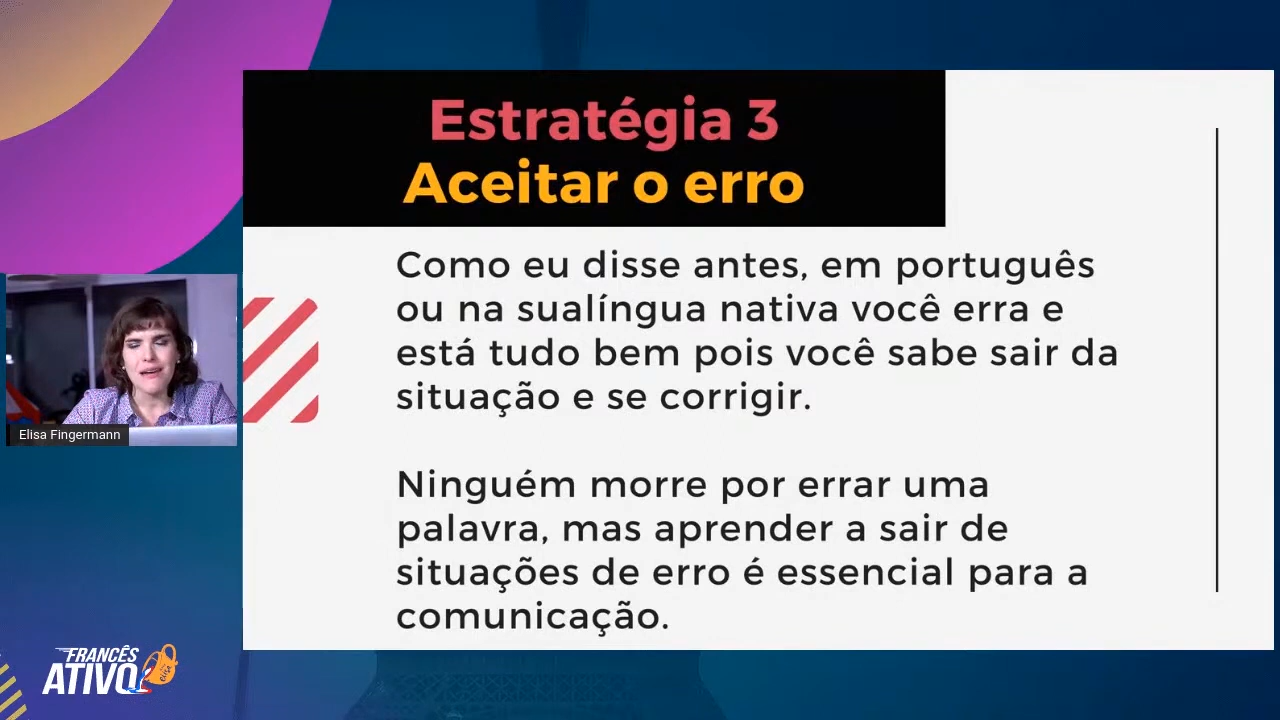 Estratégia 3
Aceitar o erro
Como eu disse antes, em português
ou na sualíngua nativa você erra e
está tudo bem pois você sabe sair da
situação e se corrigir.
Ninguém morre por errar uma
palavra, mas aprender a sair de
situações de erro é essencial para a
comunicação.
Elisa Fingermann
FRANCÊS
ATIVO